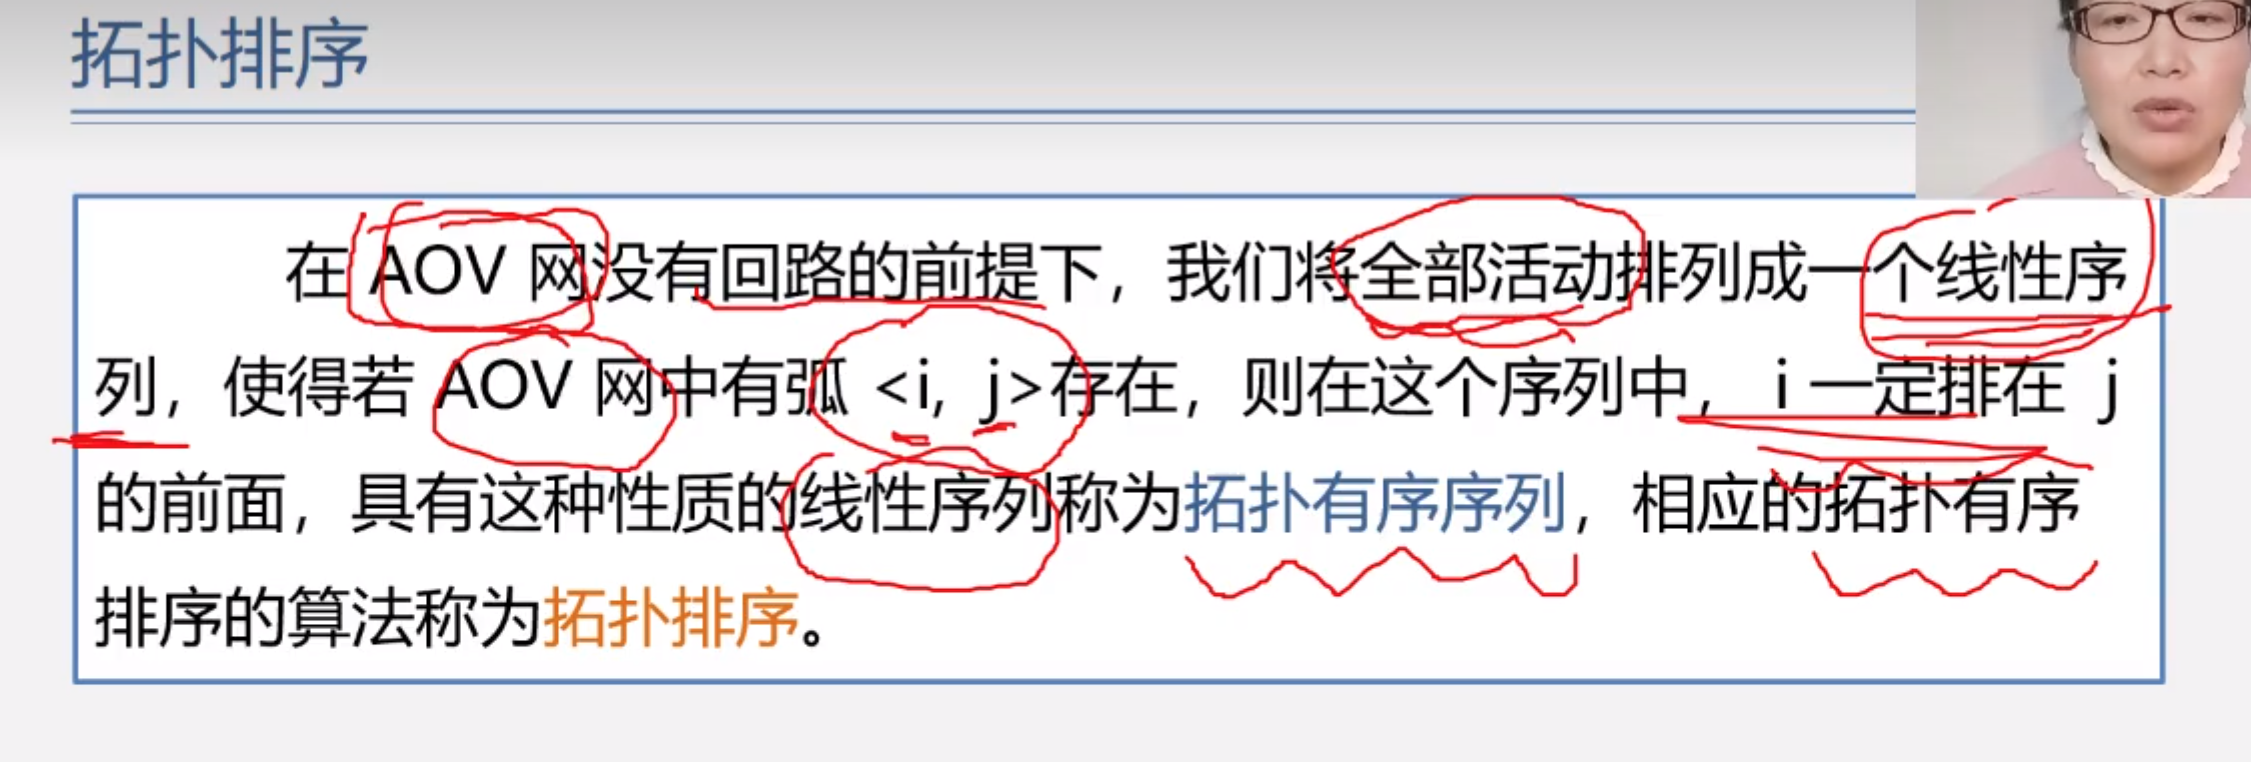 拓扑排序
在 AOV 网没有回路的前提下，我们将全部活动排列成一个线性序
列，使得若 AOV 网中有弧 <i, j>存在，则在这个序列中， i 一定排在 j
的前面，具有这种性质的线性序列称为拓扑有序序列，相应的拓扑有序
排序的算法称为拓扑排序。